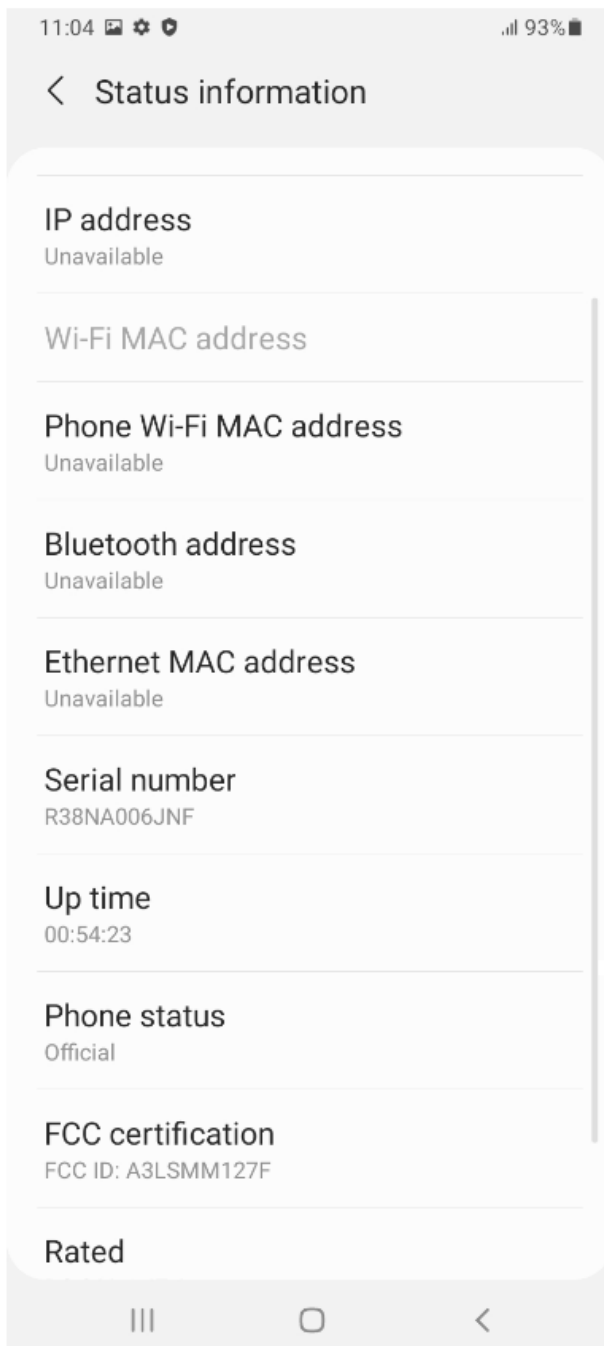 11:04 93%
Status information
IP address
Unavailable
Wi-Fi MAC address
Phone Wi-Fi MAC address
Unavailable
Bluetooth address
Unavailable
Ethernet MAC address
Unavailable
Serial number
R38NA006JNF
Up time
00:54:23
Phone status
Official
FCC certification
FCC ID: A3LSMM127F
Rated